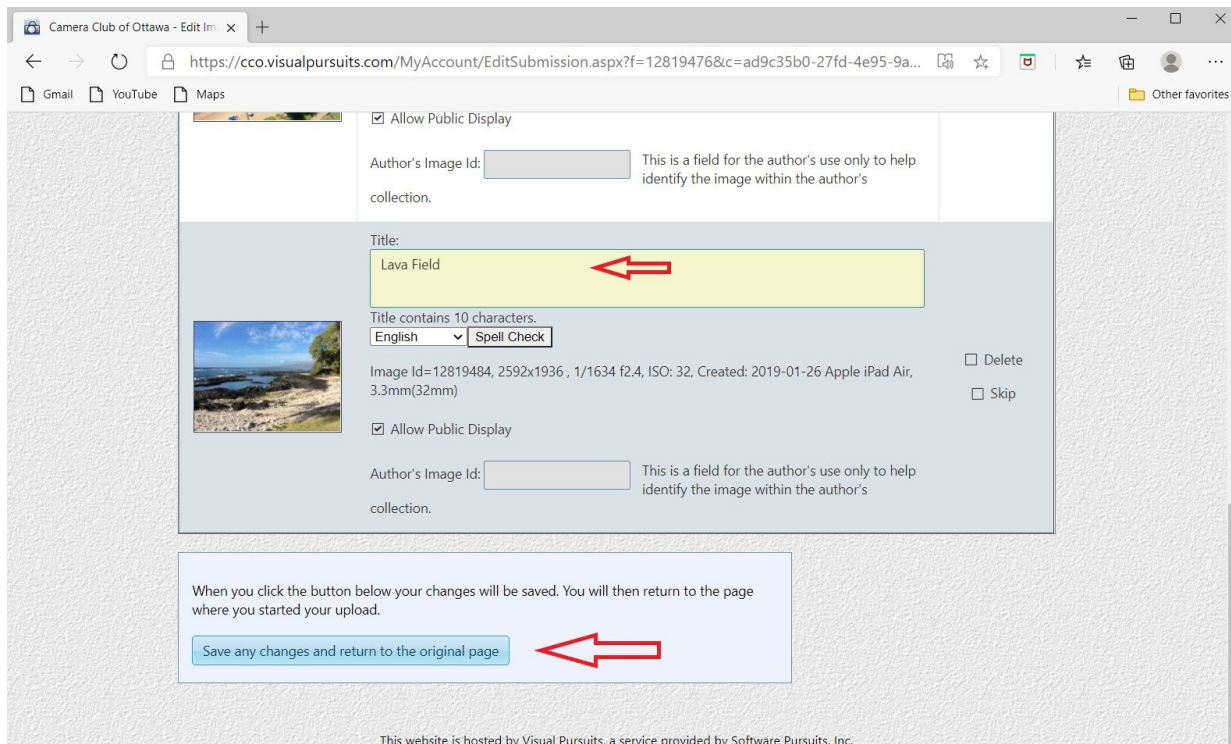 Camera Club of Ottawa - Edit Im
https://cco.visualpursuits.com/MyAccount/EditSubmission.aspx?f=12819476&c=ad9c35b0-27fd-4e95-9a...
Gmail YouTube Maps Other favorites
Allow Public Display
Author's Image Id: This is a field for the author's use only to help
identify the image within the author's
collection.
Title:
Lava Field
Title contains 10 characters.
English Spell Check
Image Id=12819484, 2592x1936 , 1/1634 f2.4, ISO: 32, Created: 2019-01-26 Apple iPad Air,
3.3mm(32mm)
Delete
Skip
Allow Public Display
Author's Image Id: This is a field for the author's use only to help
identify the image within the author's
collection.
When you click the button below your changes will be saved. You will then return to the page
where you started your upload.
Save any changes and return to the original page
This website is hosted by Visual Pursuits, a service provided by Software Pursuits, Inc.